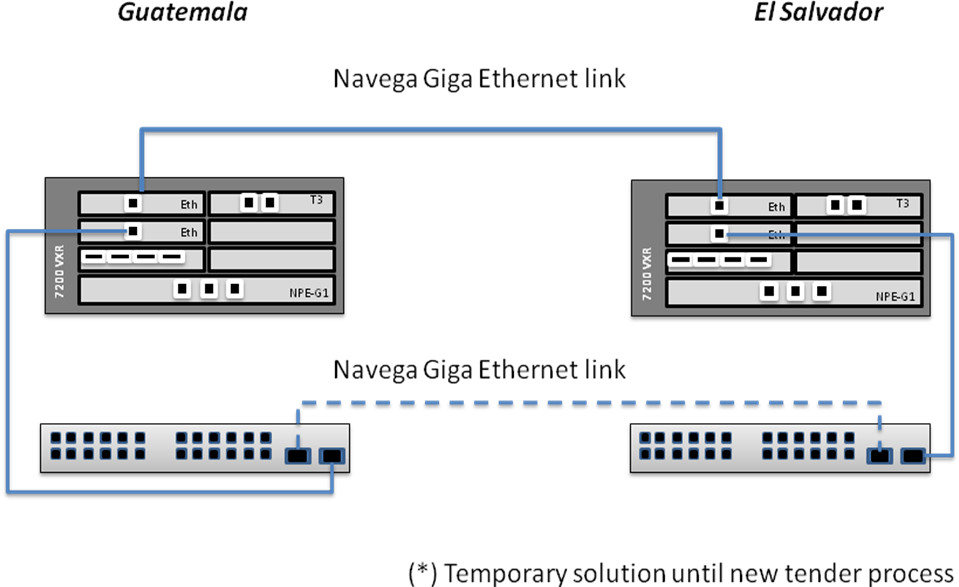 Guatemala
El Salvador
Navega Giga Ethernet link
Eth
T3
Eth
7200 VXR
NPE-G1
Eth
T3
Eth
7200 VXR
NPE-G1
Navega Giga Ethernet link
(*) Temporary solution until new tender process